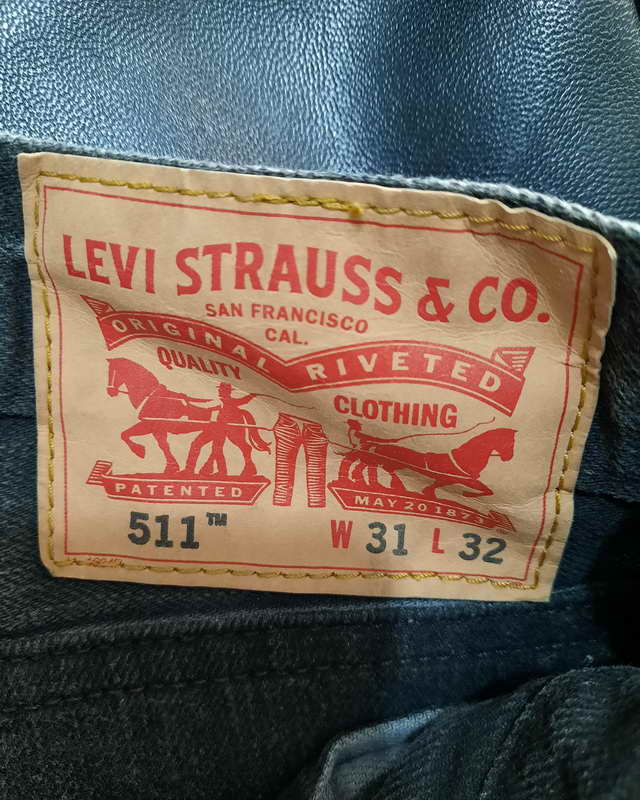 LEVI STRAUSS & CO.
SAN FRANCISCO
CAL.
ORIGINAL RIVETED
QUALITY CLOTHING
PATENTED
MAY 20 1873
511™ W 31 L 32